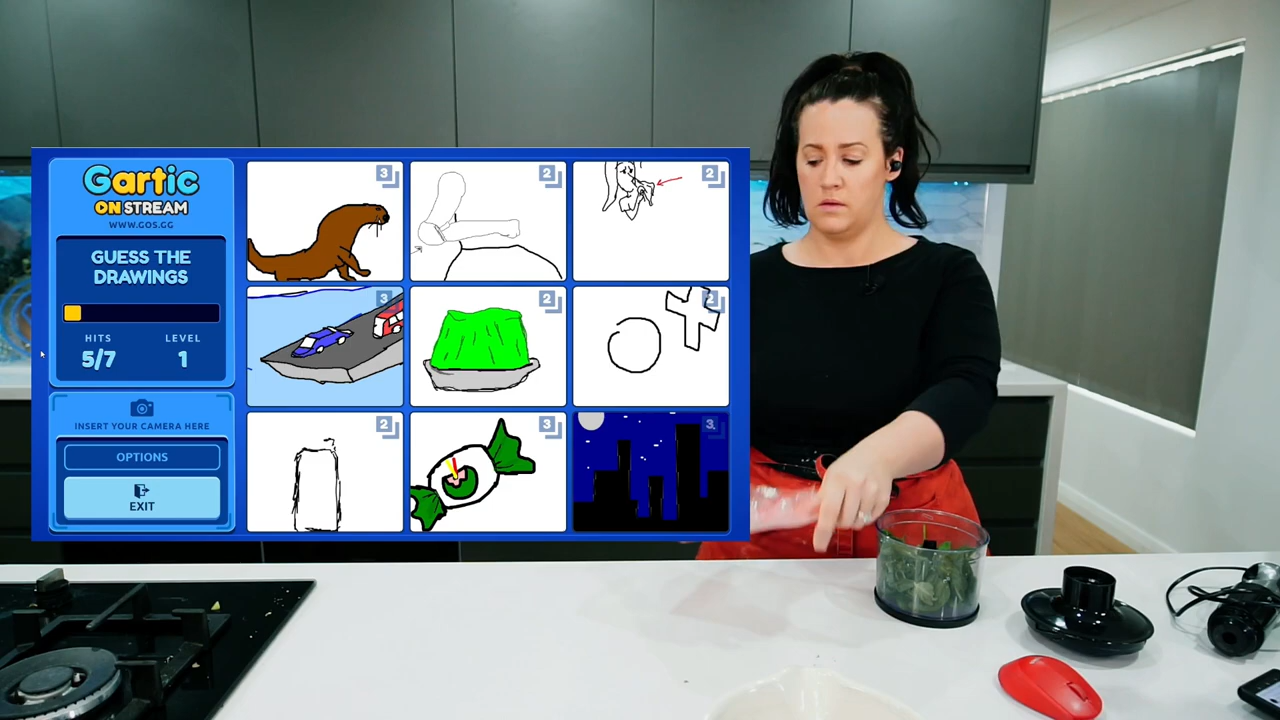 Gartic
ON STREAM
WWW.GOS.GG
GUESS THE
DRAWINGS
HITS
LEVEL
5/7
1
INSERT YOUR CAMERA HERE
OPTIONS
EXIT
3
2
2
3
2
2
2
3
3